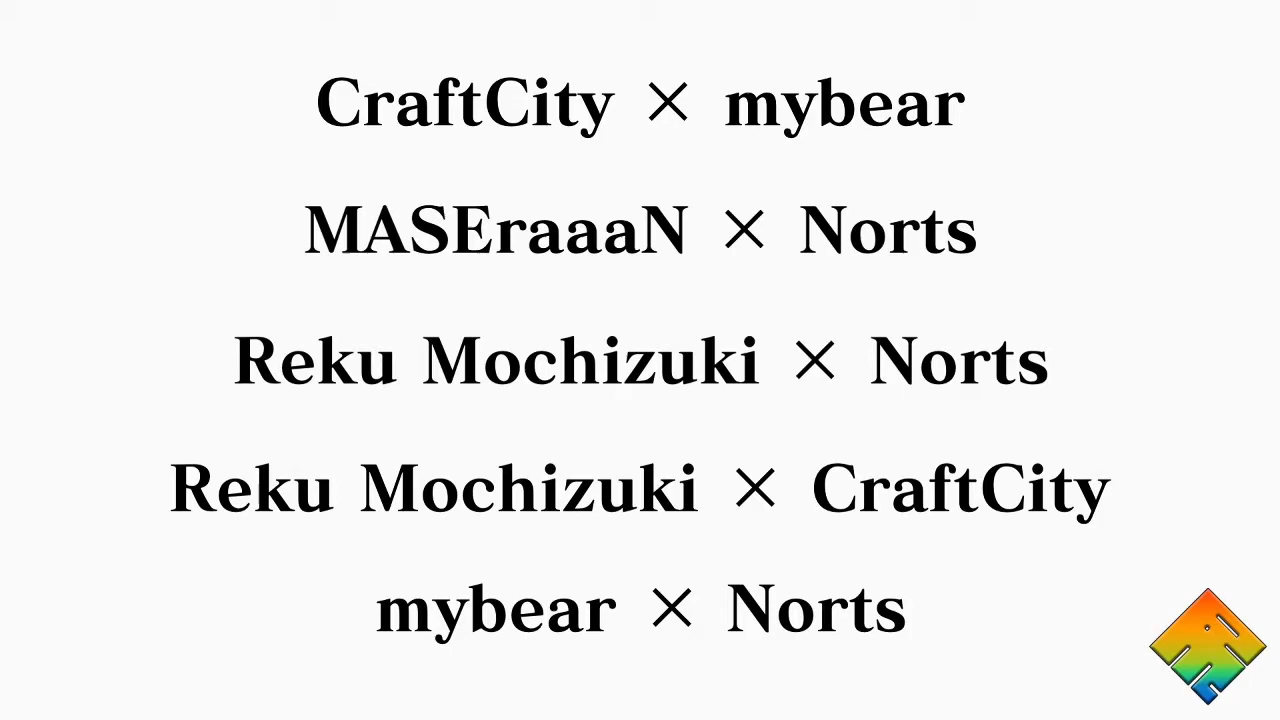 CraftCity × mybear
MASEraaaN × Norts
Reku Mochizuki × Norts
Reku Mochizuki × CraftCity
mybear × Norts